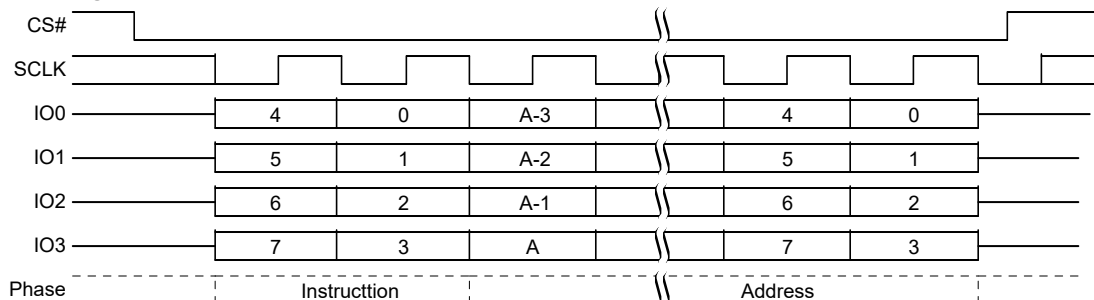 CS#
SCLK
IO0 4 0 A-3 4 0
IO1 5 1 A-2 5 1
IO2 6 2 A-1 6 2
IO3 7 3 A 7 3
Phase Instructtion Address